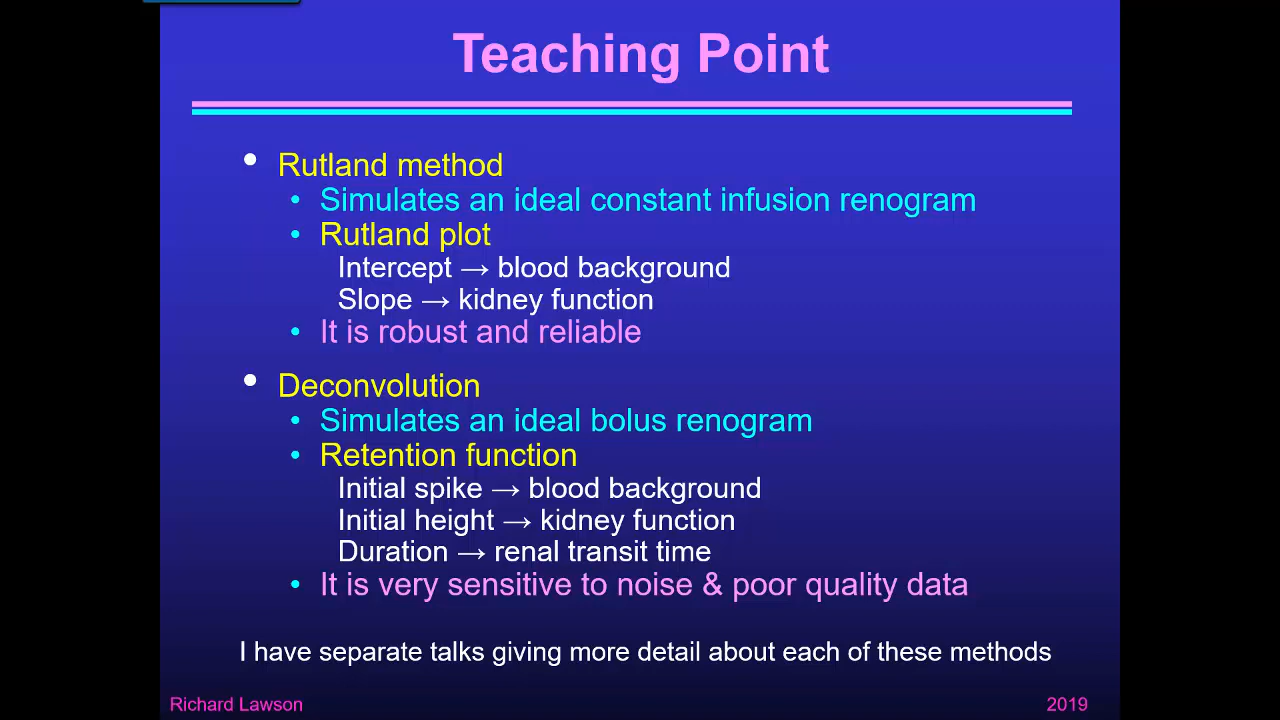 Teaching Point
• Rutland method
• Simulates an ideal constant infusion renogram
• Rutland plot
Intercept → blood background
Slope → kidney function
• It is robust and reliable
• Deconvolution
• Simulates an ideal bolus renogram
• Retention function
Initial spike → blood background
Initial height → kidney function
Duration → renal transit time
• It is very sensitive to noise & poor quality data
I have separate talks giving more detail about each of these methods
Richard Lawson
2019